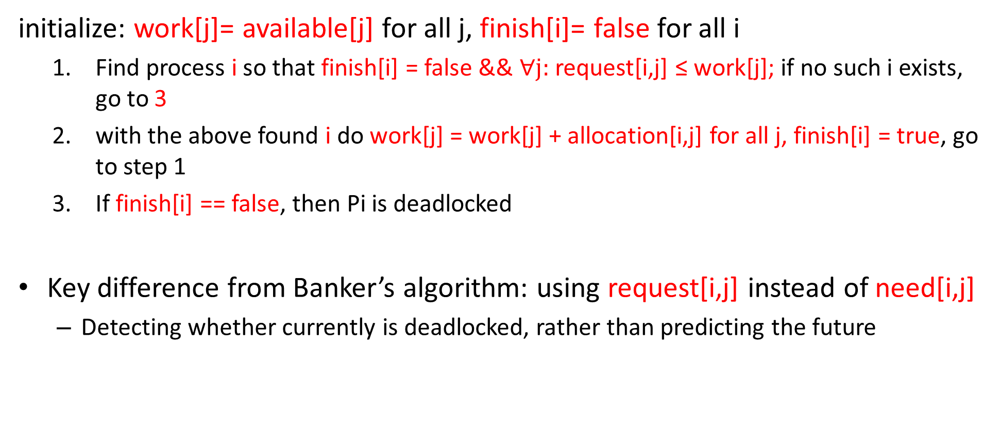 initialize: work[j]= available[j] for all j, finish[i]= false for all i
1. Find process i so that finish[i] = false && ∀j: request[i,j] ≤ work[j]; if no such i exists,
go to 3
2. with the above found i do work[j] = work[j] + allocation[i,j] for all j, finish[i] = true, go
to step 1
3. If finish[i] == false, then Pi is deadlocked
• Key difference from Banker’s algorithm: using request[i,j] instead of need[i,j]
– Detecting whether currently is deadlocked, rather than predicting the future